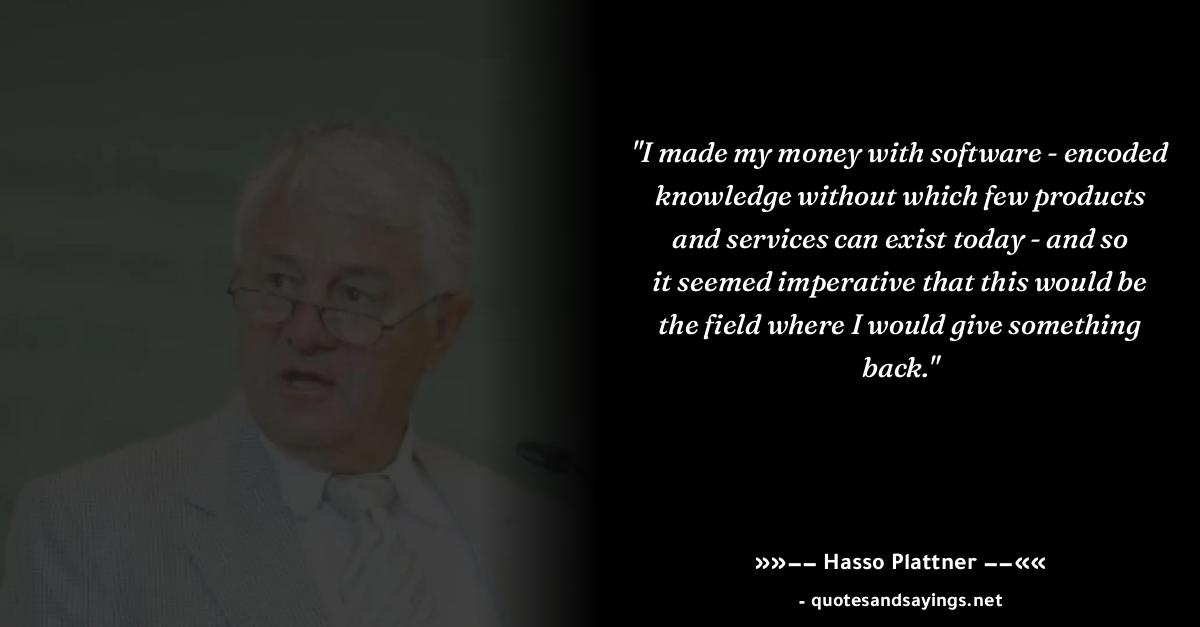 "I made my money with software - encoded
knowledge without which few products
and services can exist today - and so
it seemed imperative that this would be
the field where I would give something
back."
»»–– Hasso Plattner ––««
- quotesandsayings.net